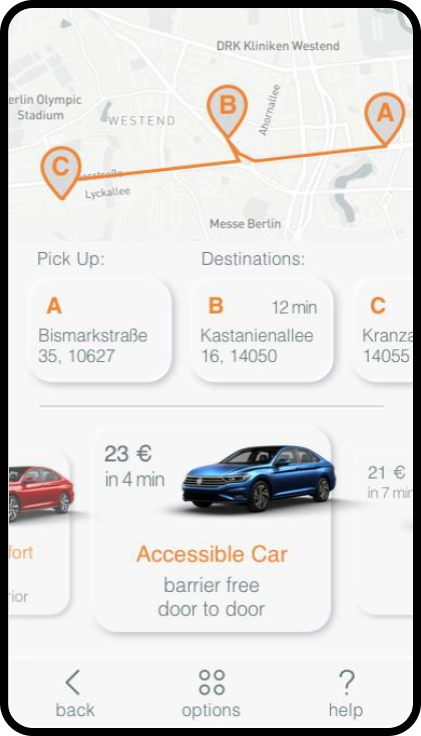 DRK Kliniken Westend
B
Ahornallee
A
erlin Olympic
Stadium
WESTEND
C
Lyckallee
Messe Berlin
Pick Up:
Destinations:
A
Bismarkstraße
35, 10627
B 12 min
Kastanienallee
16, 14050
C
Kranza
14055
23 €
in 4 min
Accessible Car
barrier free
door to door
fort
rior
21 €
in 7 min
back
options
? 
help